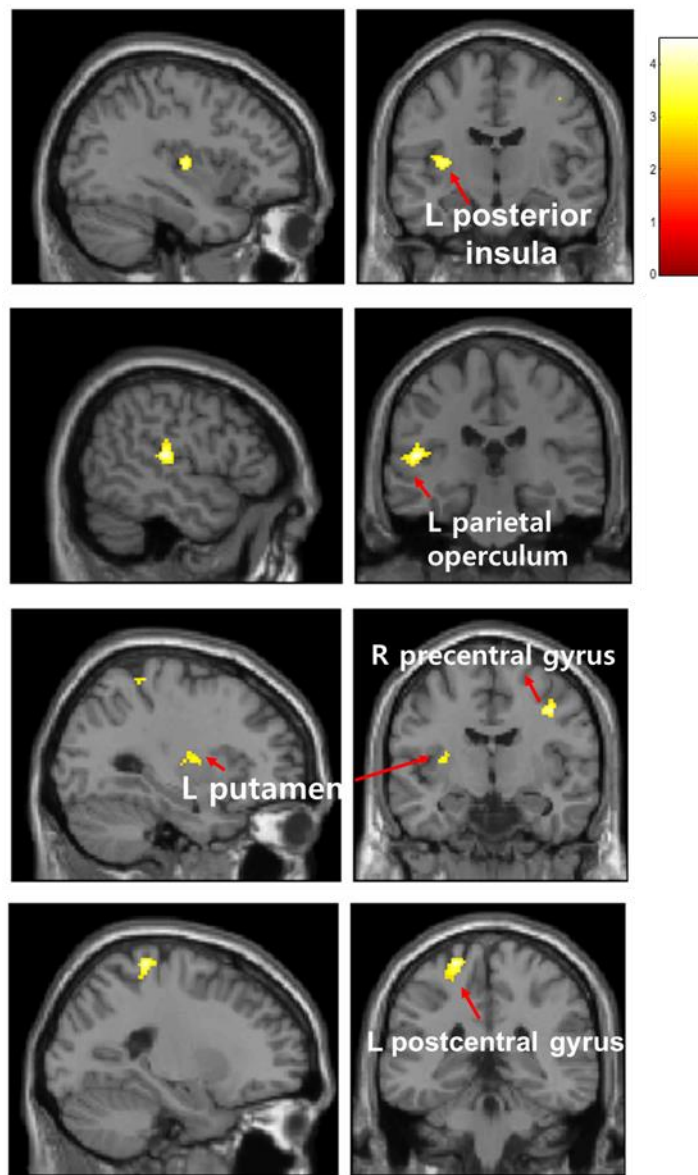 4
3
2
1
0
L posterior
insula
L parietal
operculum
R precentral gyrus
L putamen
L postcentral gyrus